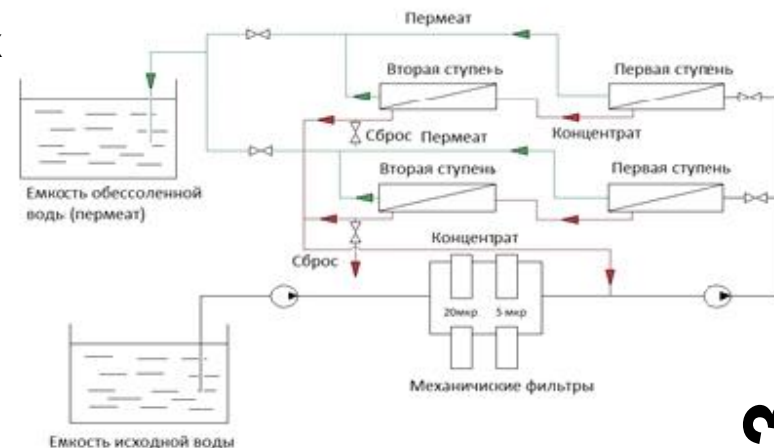 Пермеат
Вторая ступень
Первая ступень
Сброс
Пермеат
Концентрат
Вторая ступень
Первая ступень
Емкость обессоленной
водь (пермеат)
Концентрат
Сброс
20мкр
5 мкр
Механичиские фильтры
Емкость исходной воды